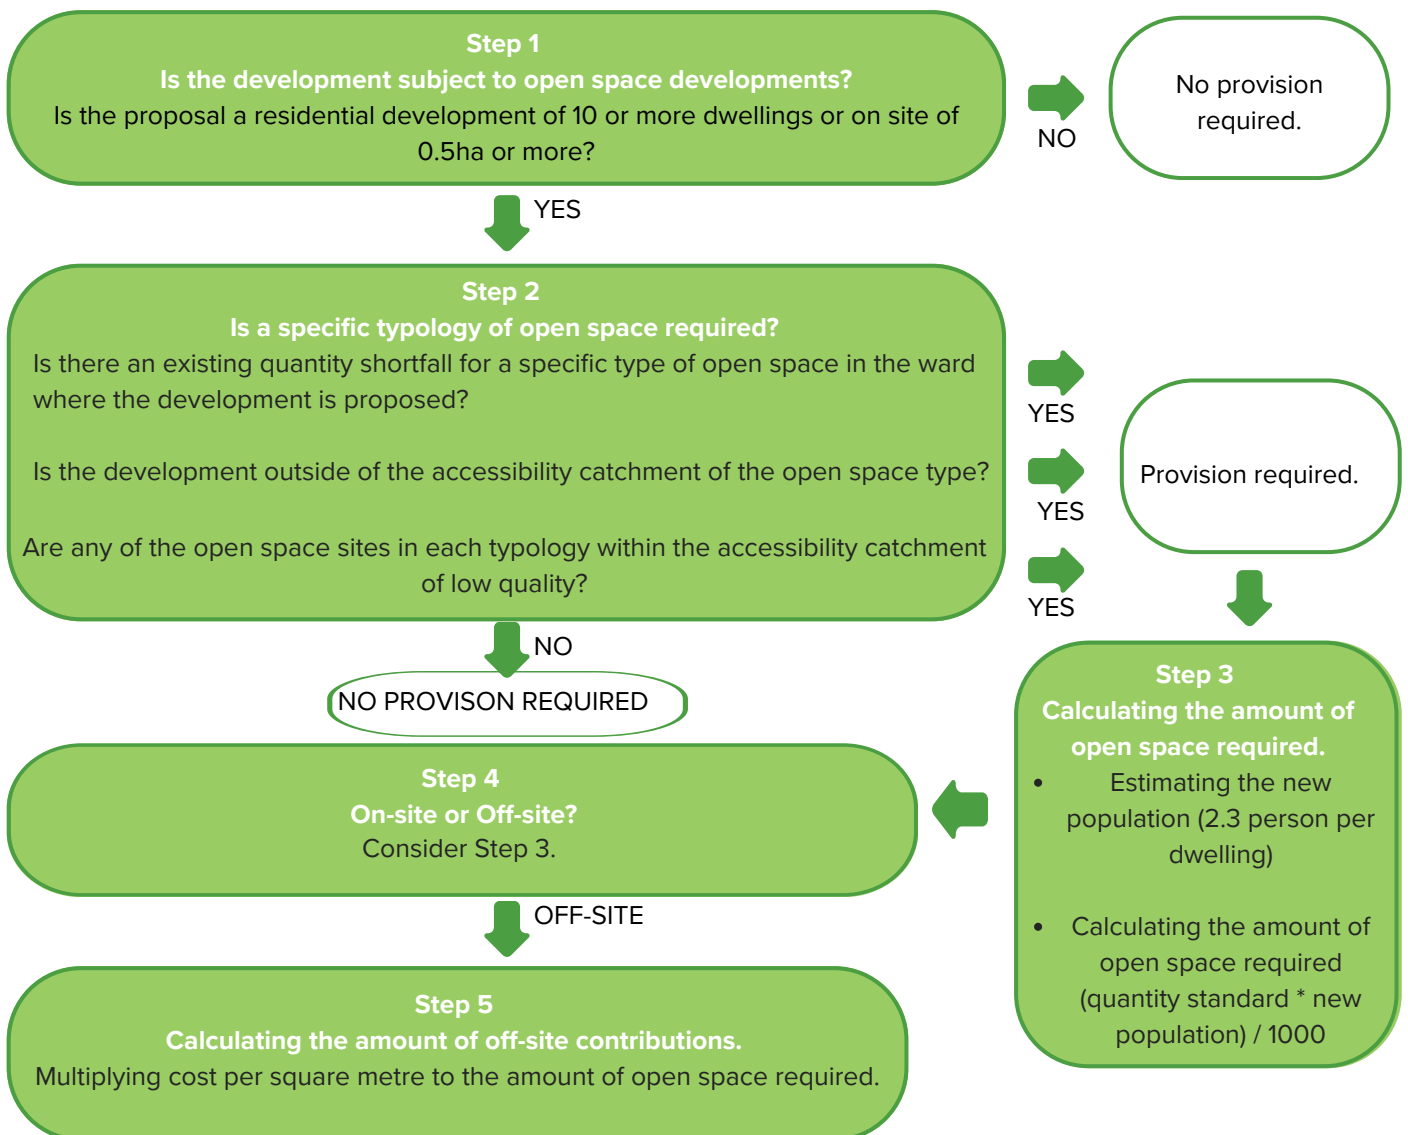 Step 1
Is the development subject to open space developments?
Is the proposal a residential development of 10 or more dwellings or on site of
0.5ha or more?
NO
No provision
required.
YES
Step 2
Is a specific typology of open space required?
Is there an existing quantity shortfall for a specific type of open space in the ward
where the development is proposed?
Is the development outside of the accessibility catchment of the open space type?
Are any of the open space sites in each typology within the accessibility catchment
of low quality?
YES
YES
YES
Provision required.
NO
NO PROVISON REQUIRED
Step 3
Calculating the amount of
open space required.
• Estimating the new
population (2.3 person per
dwelling)
• Calculating the amount of
open space required
(quantity standard * new
population) / 1000
Step 4
On-site or Off-site?
Consider Step 3.
OFF-SITE
Step 5
Calculating the amount of off-site contributions.
Multiplying cost per square metre to the amount of open space required.